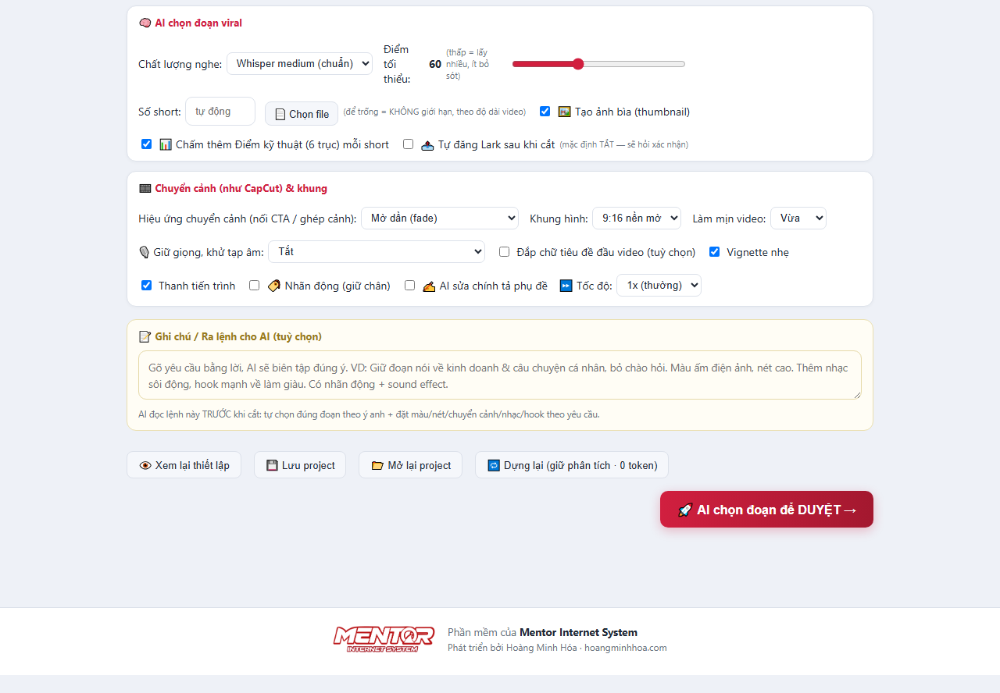 AI chọn đoạn viral
Chất lượng nghe: Whisper medium (chuẩn) Điểm tối thiểu: 60 (thấp = lấy nhiều, ít bỏ sót)
Số short: tự động Chọn file (để trống = KHÔNG giới hạn, theo độ dài video) Tạo ảnh bìa (thumbnail)
Chấm thêm Điểm kỹ thuật (6 trục) mỗi short Tự đăng Lark sau khi cắt (mặc định TẮT — sẽ hỏi xác nhận)
Chuyển cảnh (như CapCut) & khung
Hiệu ứng chuyển cảnh (nối CTA / ghép cảnh): Mờ dần (fade) Khung hình: 9:16 nền mờ Làm mịn video: Vừa
Giữ giọng, khử tạp âm: Tắt Đắp chữ tiêu đề đầu video (tuỳ chọn) Vignette nhẹ
Thanh tiến trình Nhãn động (giữ chân) AI sửa chính tả phụ đề Tốc độ: 1x (thường)
Ghi chú / Ra lệnh cho AI (tuỳ chọn)
Gõ yêu cầu bằng lời, AI sẽ biên tập đúng ý. VD: Giữ đoạn nói về kinh doanh & câu chuyện cá nhân, bỏ chào hỏi. Màu ấm điện ảnh, nét cao. Thêm nhạc
sôi động, hook mạnh về làm giàu. Có nhãn động + sound effect.
AI đọc lệnh này TRƯỚC khi cắt: tự chọn đúng đoạn theo ý anh + đặt màu/nét/chuyển cảnh/nhạc/hook theo yêu cầu.
Xem lại thiết lập Lưu project Mở lại project Dựng lại (giữ phân tích · 0 token)
AI chọn đoạn để DUYỆT →
MENTOR
INTERNET SYSTEM
Phần mềm của Mentor Internet System
Phát triển bởi Hoàng Minh Hóa · hoangminhhoa.com